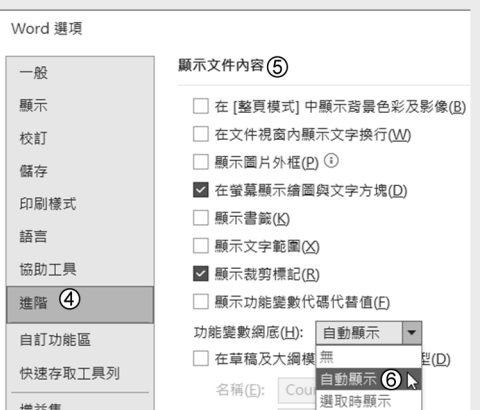 Word 選項
一般
顯示
校訂
儲存
印刷樣式
語言
協助工具
進階 ④
自訂功能區
快速存取工具列
增益集
顯示文件內容 ⑤
在 [整頁模式] 中顯示背景色彩及影像(B)
在文件視窗內顯示文字換行(W)
顯示圖片外框(P)
在螢幕顯示繪圖與文字方塊(D)
顯示書籤(K)
顯示文字範圍(X)
顯示裁剪標記(R)
顯示功能變數代碼代替值(F)
功能變數網底(H): 自動顯示
無
自動顯示 ⑥
選取時顯示
在草稿及大綱模 型(D)
名稱(E): Cou